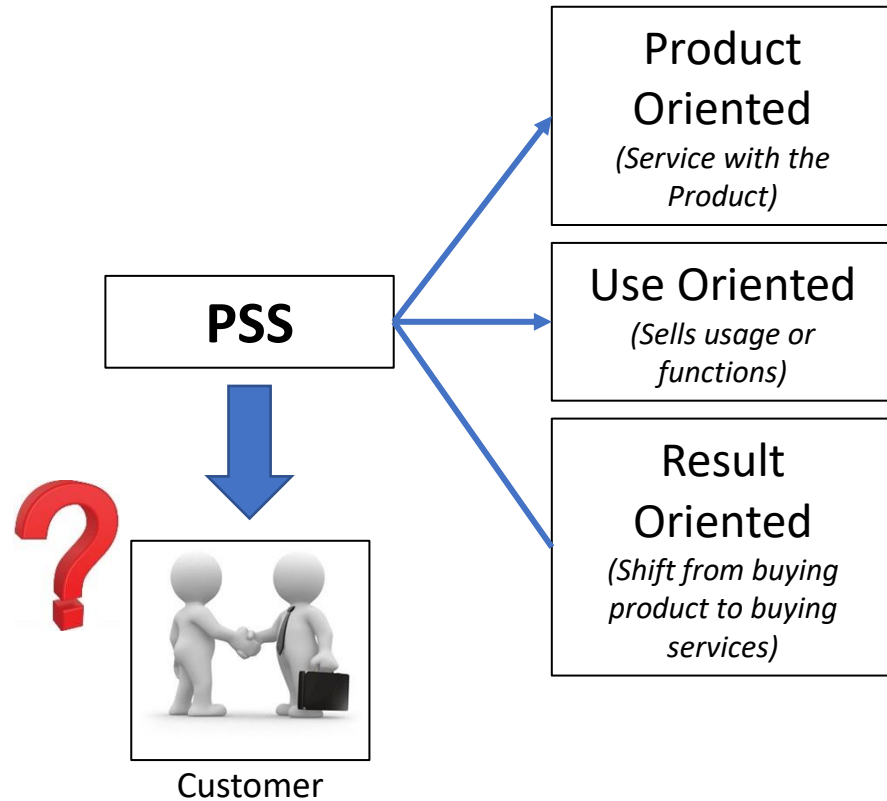 Product
Oriented
(Service with the
Product)
PSS
Use Oriented
(Sells usage or
functions)
Result
Oriented
(Shift from buying
product to buying
services)
?
Customer